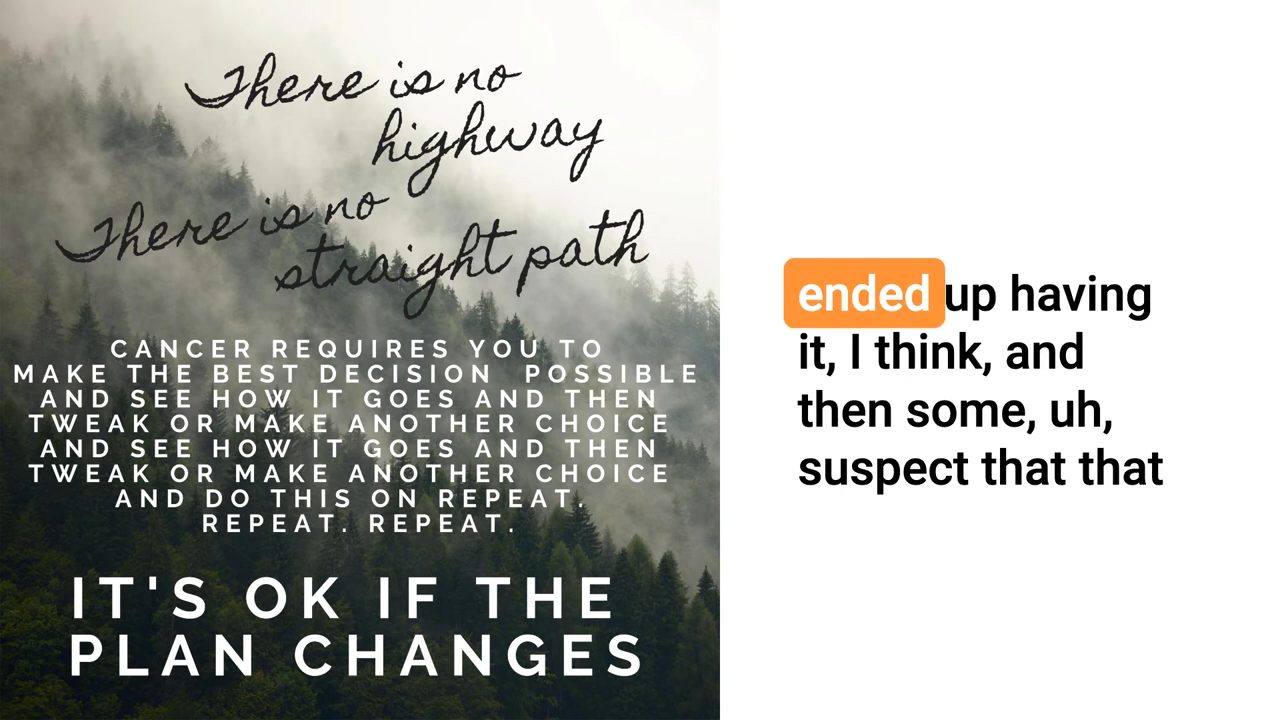 There is no
highway
There is no
straight path
CANCER REQUIRES YOU TO
MAKE THE BEST DECISION POSSIBLE
AND SEE HOW IT GOES AND THEN
TWEAK OR MAKE ANOTHER CHOICE
AND SEE HOW IT GOES AND THEN
TWEAK OR MAKE ANOTHER CHOICE
AND DO THIS ON REPEAT.
REPEAT. REPEAT.
IT'S OK IF THE
PLAN CHANGES
ended up having
it, I think, and
then some, uh,
suspect that that